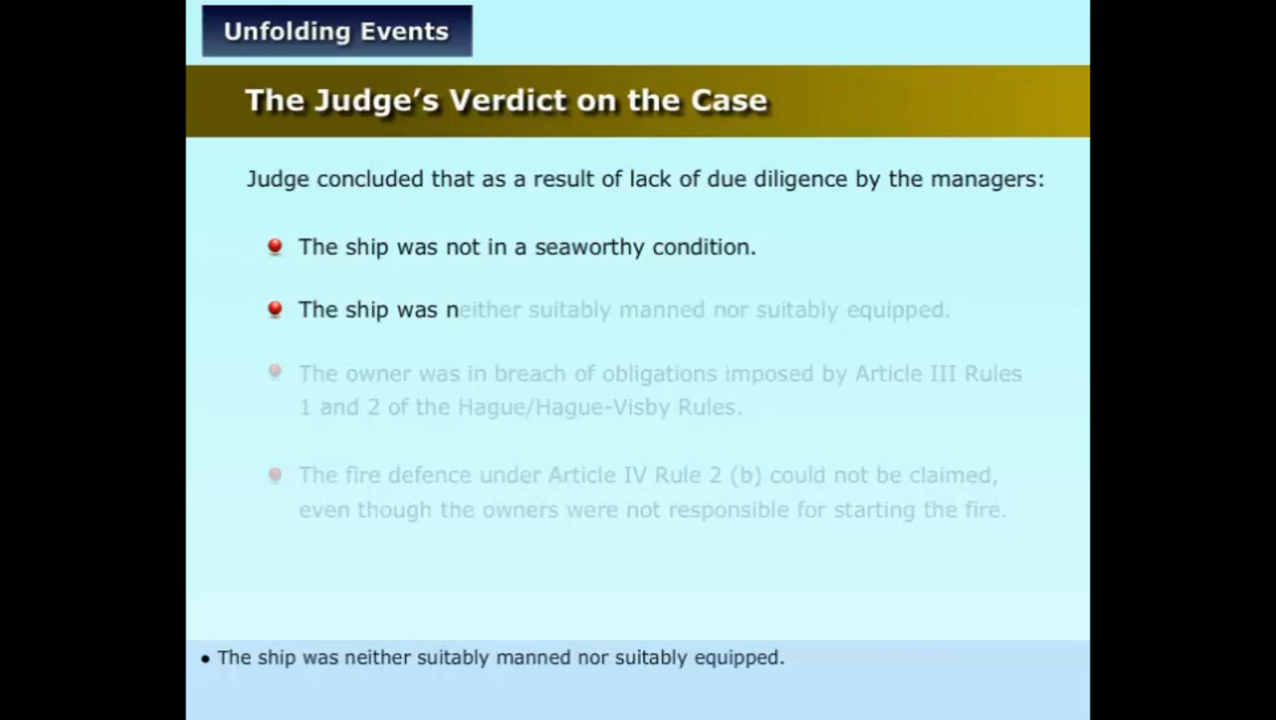 Unfolding Events
The Judge’s Verdict on the Case
Judge concluded that as a result of lack of due diligence by the managers:
The ship was not in a seaworthy condition.
The ship was neither suitably manned nor suitably equipped.
The owner was in breach of obligations imposed by Article III Rules
1 and 2 of the Hague/Hague-Visby Rules.
The fire defence under Article IV Rule 2 (b) could not be claimed,
even though the owners were not responsible for starting the fire.
• The ship was neither suitably manned nor suitably equipped.